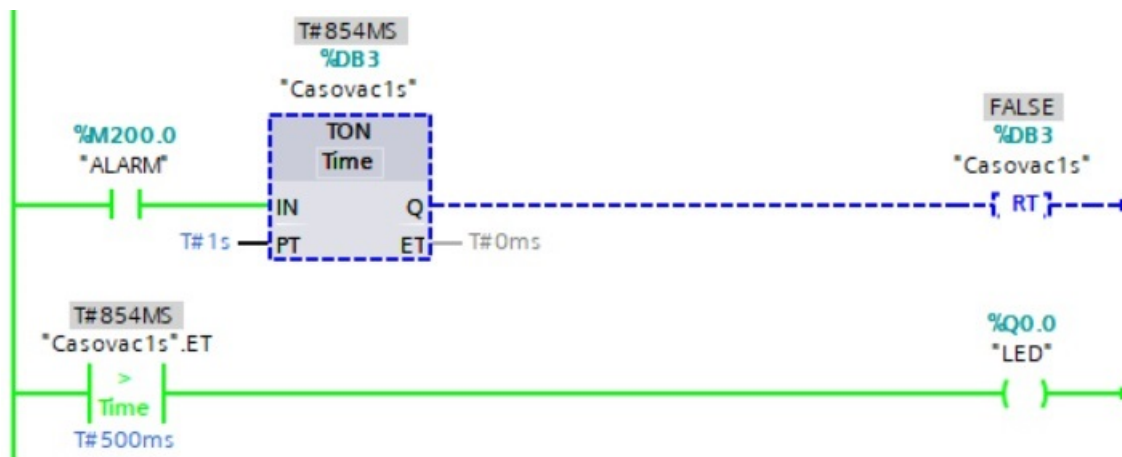 T#854MS
%DB3
"Casovac1s"
TON
Time
%M200.0
"ALARM"
IN
Q
T#1s
PT
ET
T#0ms
FALSE
%DB3
"Casovac1s"
RT
T#854MS
"Casovac1s".ET
>
Time
T#500ms
%Q0.0
"LED"